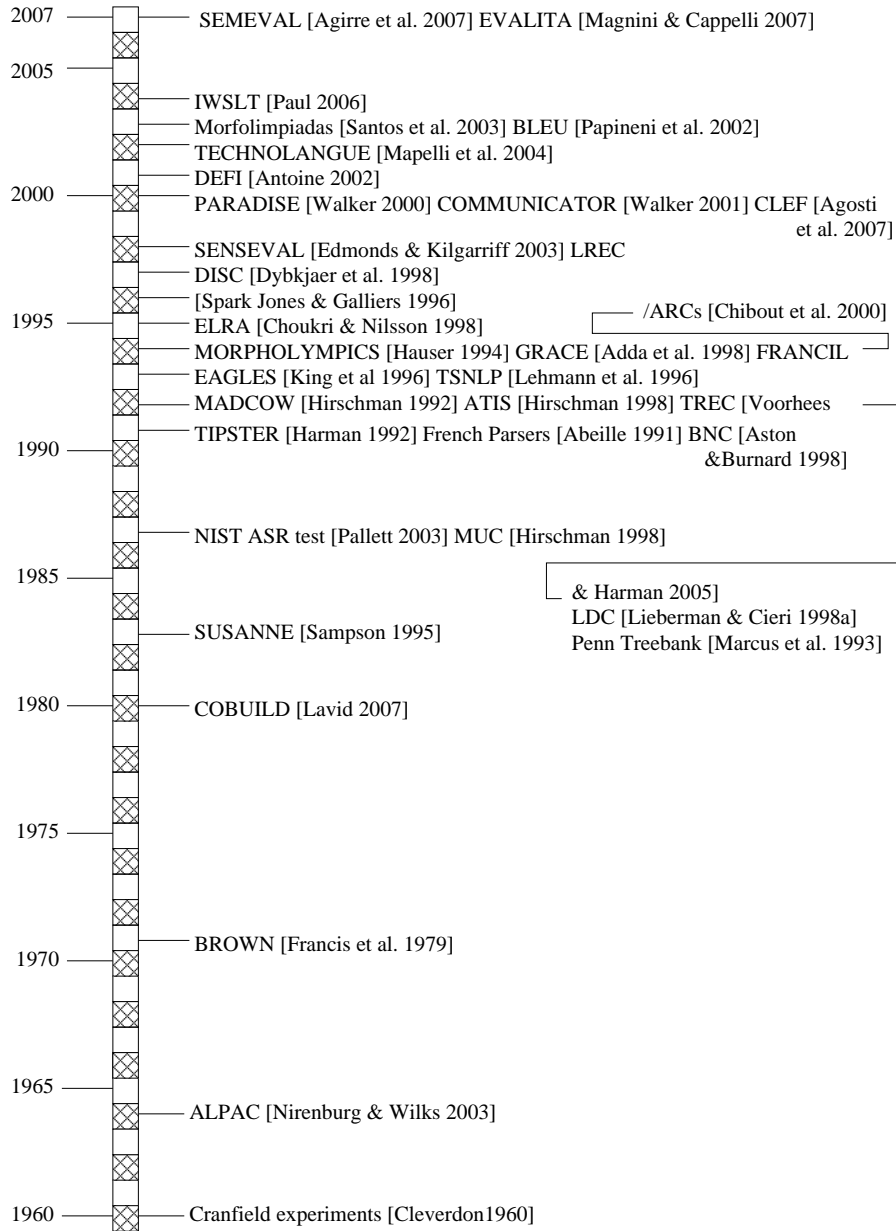 2007 SEMEVAL [Agirre et al. 2007] EVALITA [Magnini & Cappelli 2007]
2005
IWSLT [Paul 2006]
Morfolimpiadas [Santos et al. 2003] BLEU [Papineni et al. 2002]
TECHNOLANGUE [Mapelli et al. 2004]
DEFI [Antoine 2002]
2000
PARADISE [Walker 2000] COMMUNICATOR [Walker 2001] CLEF [Agosti
et al. 2007]
SENSEVAL [Edmonds & Kilgarriff 2003] LREC
DISC [Dybkjaer et al. 1998]
[Spark Jones & Galliers 1996]
/ARCs [Chibout et al. 2000]
1995
ELRA [Choukri & Nilsson 1998]
MORPHOLYMPICS [Hauser 1994] GRACE [Adda et al. 1998] FRANCIL
EAGLES [King et al 1996] TSNLP [Lehmann et al. 1996]
MADCOW [Hirschman 1992] ATIS [Hirschman 1998] TREC [Voorhees
TIPSTER [Harman 1992] French Parsers [Abeille 1991] BNC [Aston
&Burnard 1998]
1990
NIST ASR test [Pallett 2003] MUC [Hirschman 1998]
1985
& Harman 2005]
LDC [Lieberman & Cieri 1998a]
SUSANNE [Sampson 1995]
Penn Treebank [Marcus et al. 1993]
1980
COBUILD [Lavid 2007]
1975
BROWN [Francis et al. 1979]
1970
1965
ALPAC [Nirenburg & Wilks 2003]
1960 Cranfield experiments [Cleverdon1960]